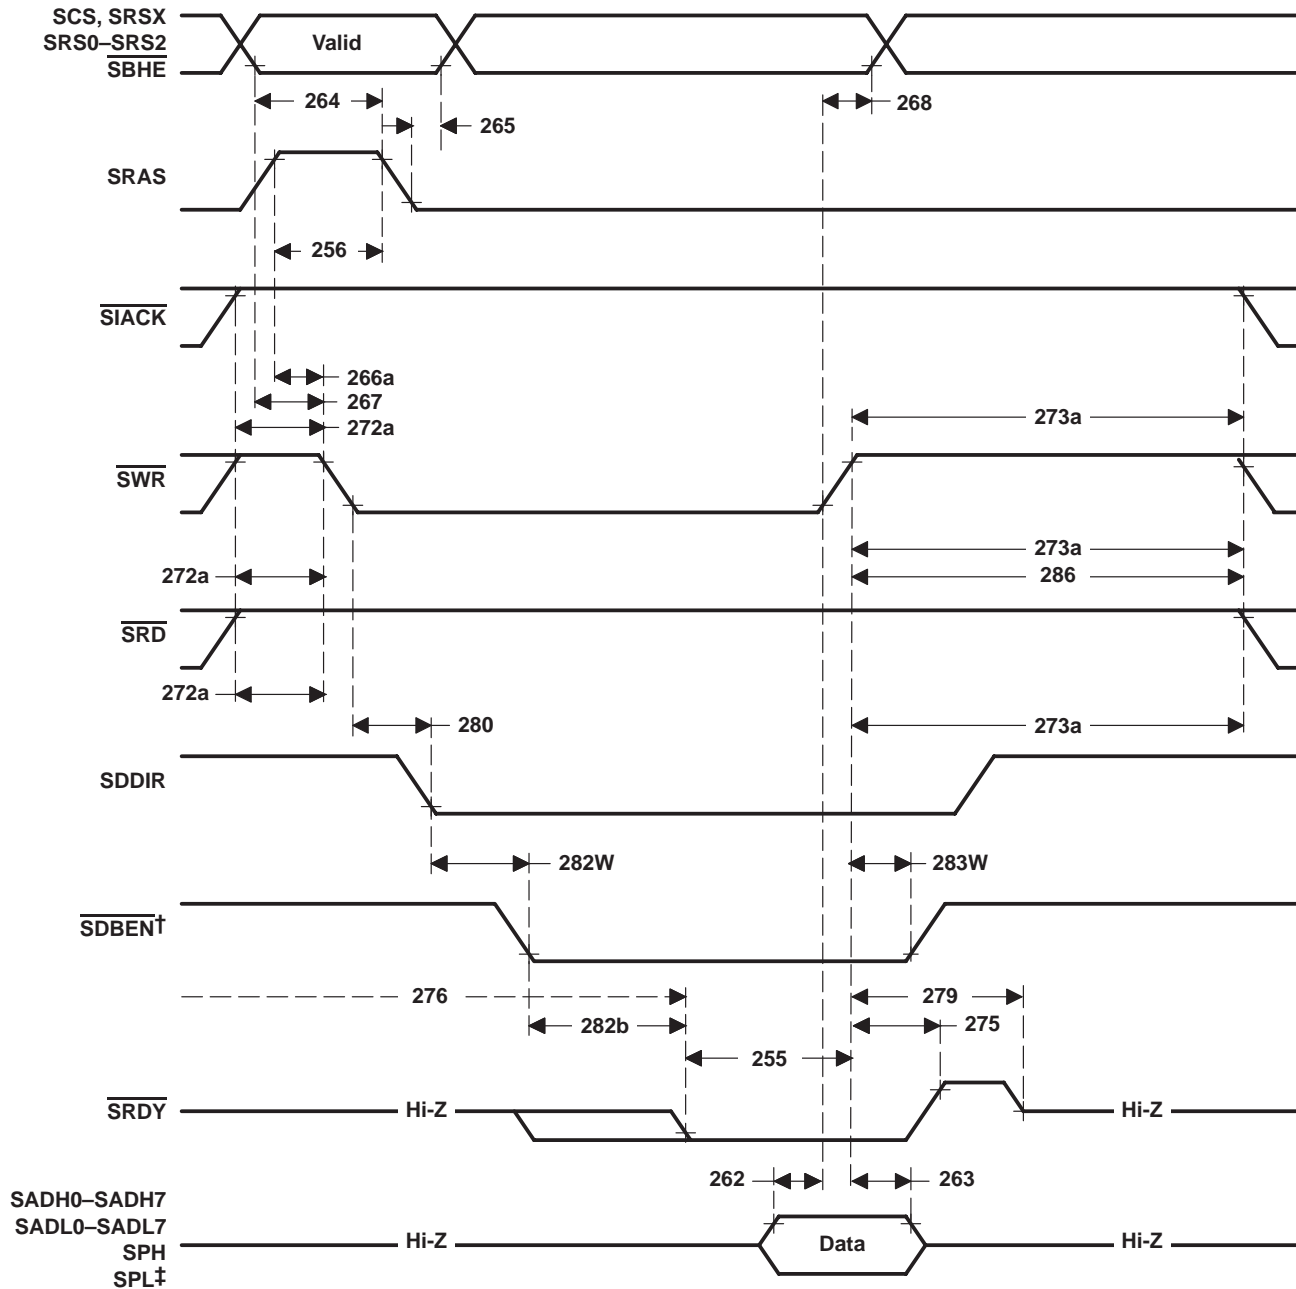 SCS, SRSX
SRS0–SRS2
SBHE
Valid
264
265
268
SRAS
256
SIACK
266a
267
272a
273a
SWR
273a
272a
286
SRD
272a
280
273a
SDDIR
282W
283W
SDBEN†
276
279
282b
275
255
SRDY
Hi-Z
Hi-Z
262
263
SADH0–SADH7
SADL0–SADL7
SPH
SPL‡
Hi-Z
Data
Hi-Z